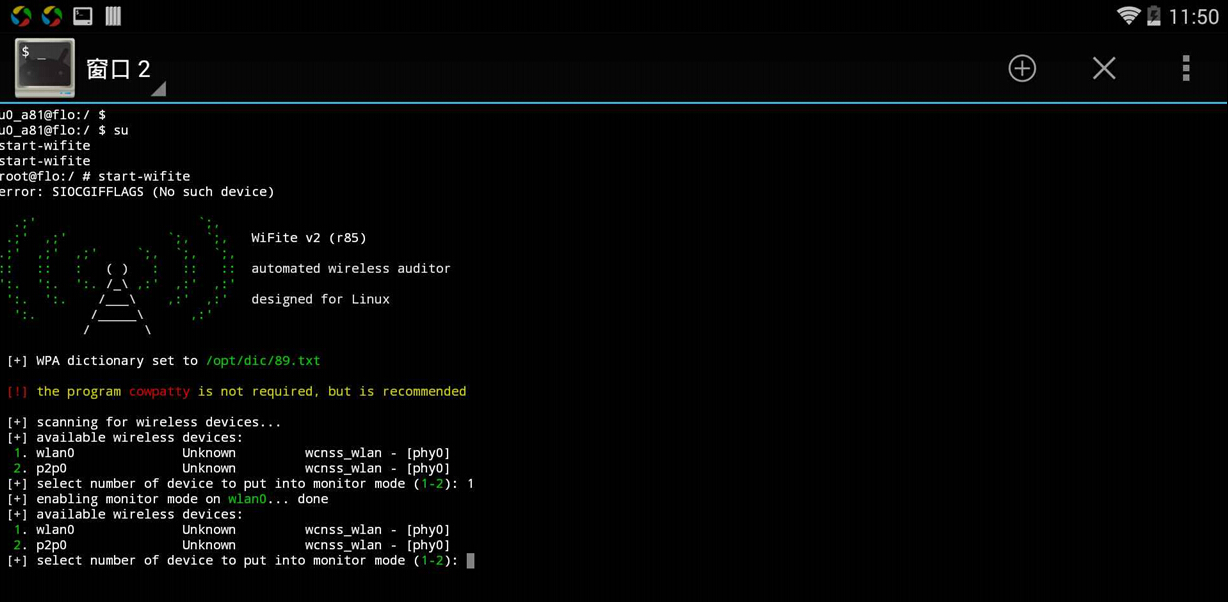 11:50
$
窗口 2
u0_a81@flo:/ $
u0_a81@flo:/ $ su
start-wifite
start-wifite
root@flo:/ # start-wifite
error: SIOCGIFFLAGS (No such device)
WiFite v2 (r85)
automated wireless auditor
designed for Linux
[+] WPA dictionary set to /opt/dic/89.txt
[!] the program cowpatty is not required, but is recommended
[+] scanning for wireless devices...
[+] available wireless devices:
1. wlan0 Unknown wcnss_wlan - [phy0]
2. p2p0 Unknown wcnss_wlan - [phy0]
[+] select number of device to put into monitor mode (1-2): 1
[+] enabling monitor mode on wlan0... done
[+] available wireless devices:
1. wlan0 Unknown wcnss_wlan - [phy0]
2. p2p0 Unknown wcnss_wlan - [phy0]
[+] select number of device to put into monitor mode (1-2):